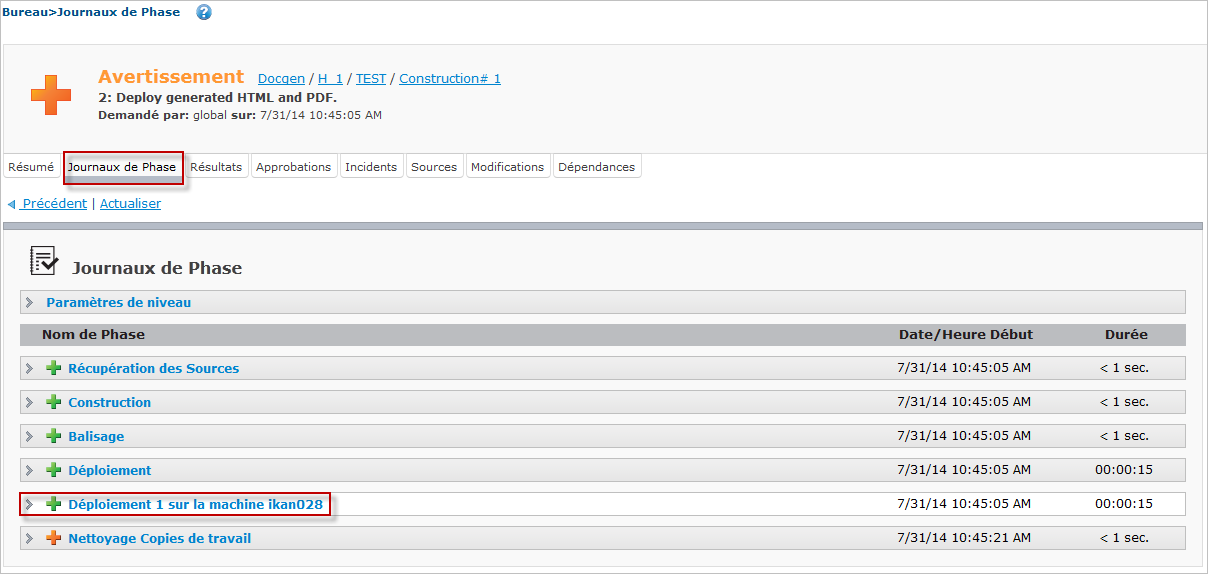 Bureau>Journaux de Phase ?
Avertissement Docgen / H_1 / TEST / Construction# 1
2: Deploy generated HTML and PDF.
Demandé par: global sur: 7/31/14 10:45:05 AM
Résumé Journaux de Phase Résultats Approbations Incidents Sources Modifications Dépendances
Précédent | Actualiser
Journaux de Phase
Paramètres de niveau
Nom de Phase Date/Heure Début Durée
Récupération des Sources 7/31/14 10:45:05 AM < 1 sec.
Construction 7/31/14 10:45:05 AM < 1 sec.
Balisage 7/31/14 10:45:05 AM < 1 sec.
Déploiement 7/31/14 10:45:05 AM 00:00:15
Déploiement 1 sur la machine ikan028 7/31/14 10:45:05 AM 00:00:15
Nettoyage Copies de travail 7/31/14 10:45:21 AM < 1 sec.